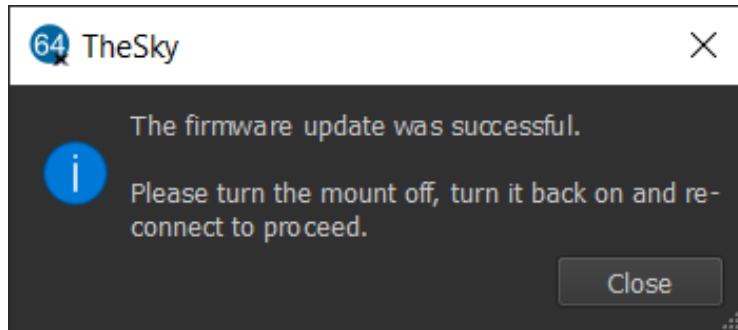 64
TheSky
The firmware update was successful.
Please turn the mount off, turn it back on and re-
connect to proceed.
Close